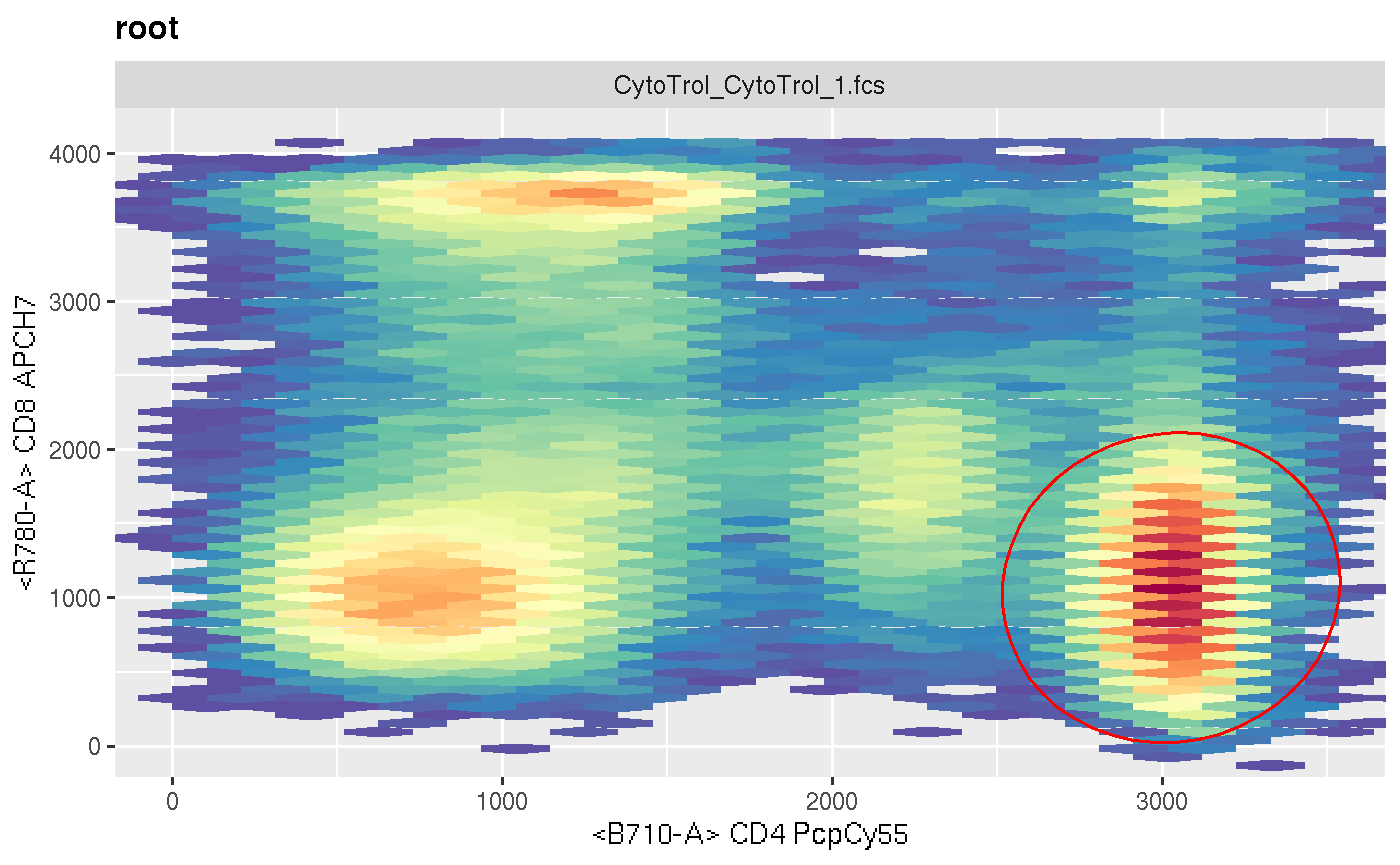 root
CytoTrol_CytoTrol_1.fcs
4000
3000
2000
1000
0
<R780-A> CD8 APCH7
0 1000 2000 3000
<B710-A> CD4 PcpCy55